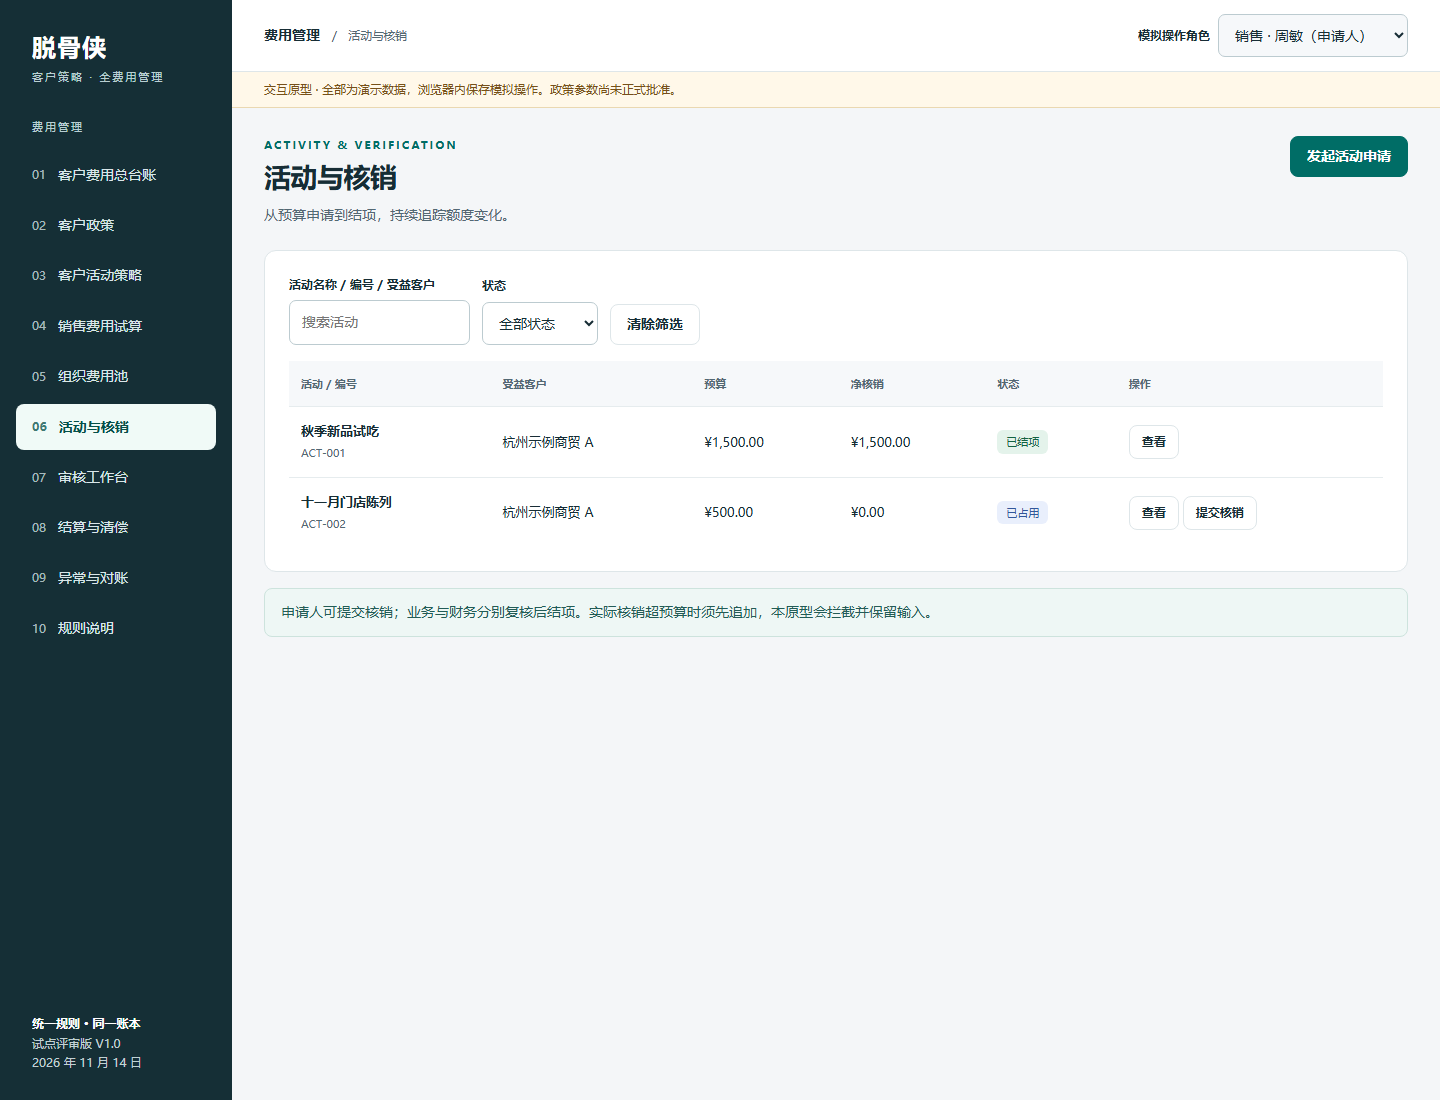 脱骨侠
客户策略 · 全费用管理
费用管理
01 客户费用总台账
02 客户政策
03 客户活动策略
04 销售费用试算
05 组织费用池
06 活动与核销
07 审核工作台
08 结算与清偿
09 异常与对账
10 规则说明
统一规则 · 同一账本
试点评审版 V1.0
2026 年 11 月 14 日
费用管理 / 活动与核销
模拟操作角色 销售 · 周敏（申请人）
交互原型 · 全部为演示数据，浏览器内保存模拟操作。政策参数尚未正式批准。
ACTIVITY & VERIFICATION
活动与核销
从预算申请到结项，持续追踪额度变化。
发起活动申请
活动名称 / 编号 / 受益客户 状态
搜索活动 全部状态 清除筛选
活动 / 编号 受益客户 预算 净核销 状态 操作
秋季新品试吃
ACT-001
杭州示例商贸 A ¥1,500.00 ¥1,500.00 已结项 查看
十一月门店陈列
ACT-002
杭州示例商贸 A ¥500.00 ¥0.00 已占用 查看 提交核销
申请人可提交核销；业务与财务分别复核后结项。实际核销超预算时须先追加，本原型会拦截并保留输入。